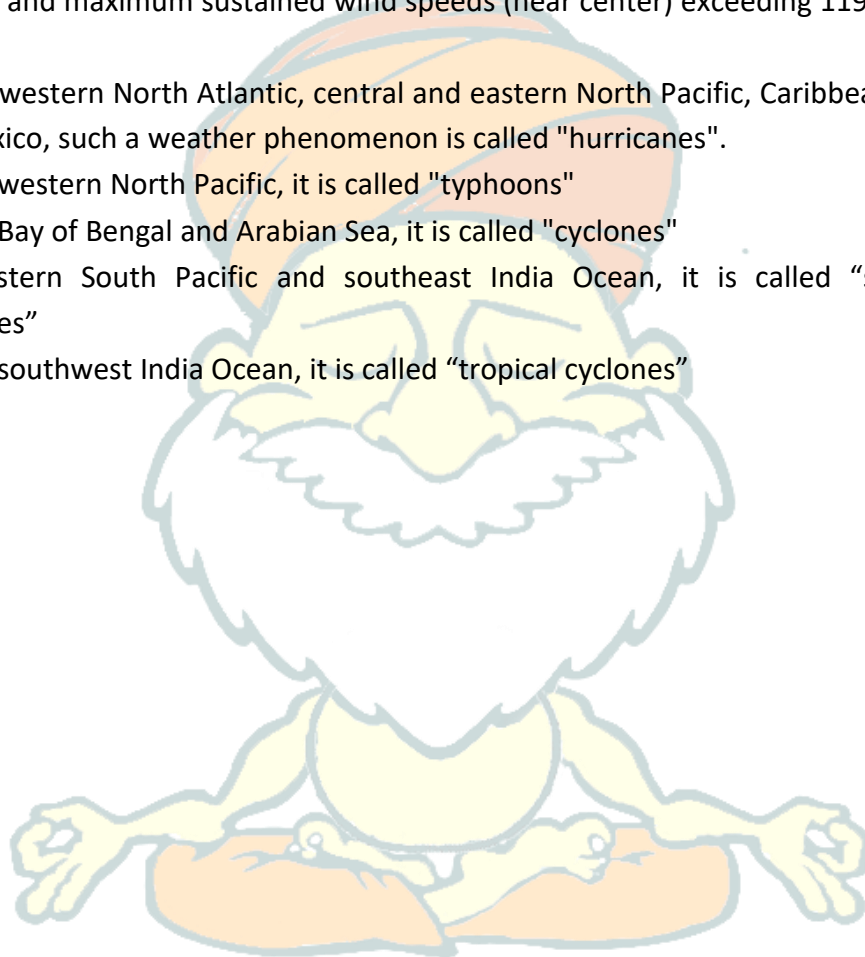 and maximum sustained wind speeds (near center) exceeding 119
western North Atlantic, central and eastern North Pacific, Caribbea
xico, such a weather phenomenon is called "hurricanes".
western North Pacific, it is called "typhoons"
Bay of Bengal and Arabian Sea, it is called "cyclones"
stern South Pacific and southeast India Ocean, it is called “s
es”
southwest India Ocean, it is called “tropical cyclones”